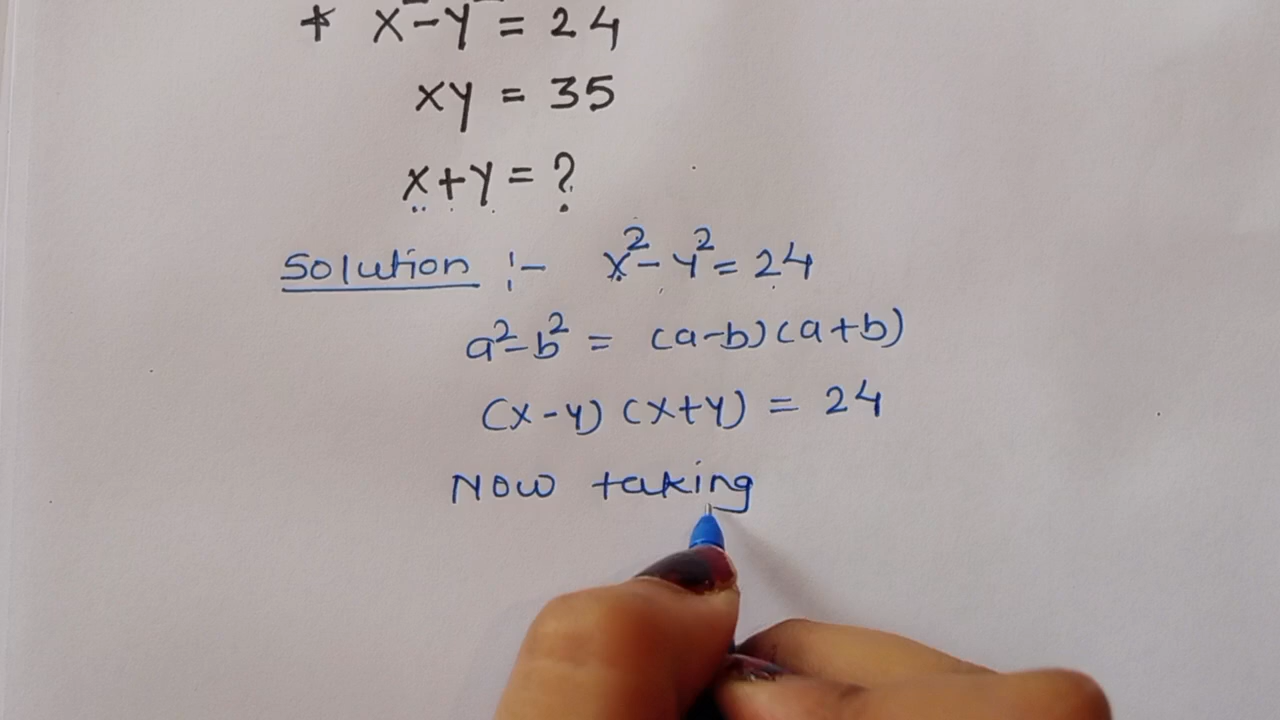 * x²-y² = 24
xy = 35
x+y = ?
Solution :- x²-y² = 24
a²-b² = (a-b)(a+b)
(x-y) (x+y) = 24
Now taking